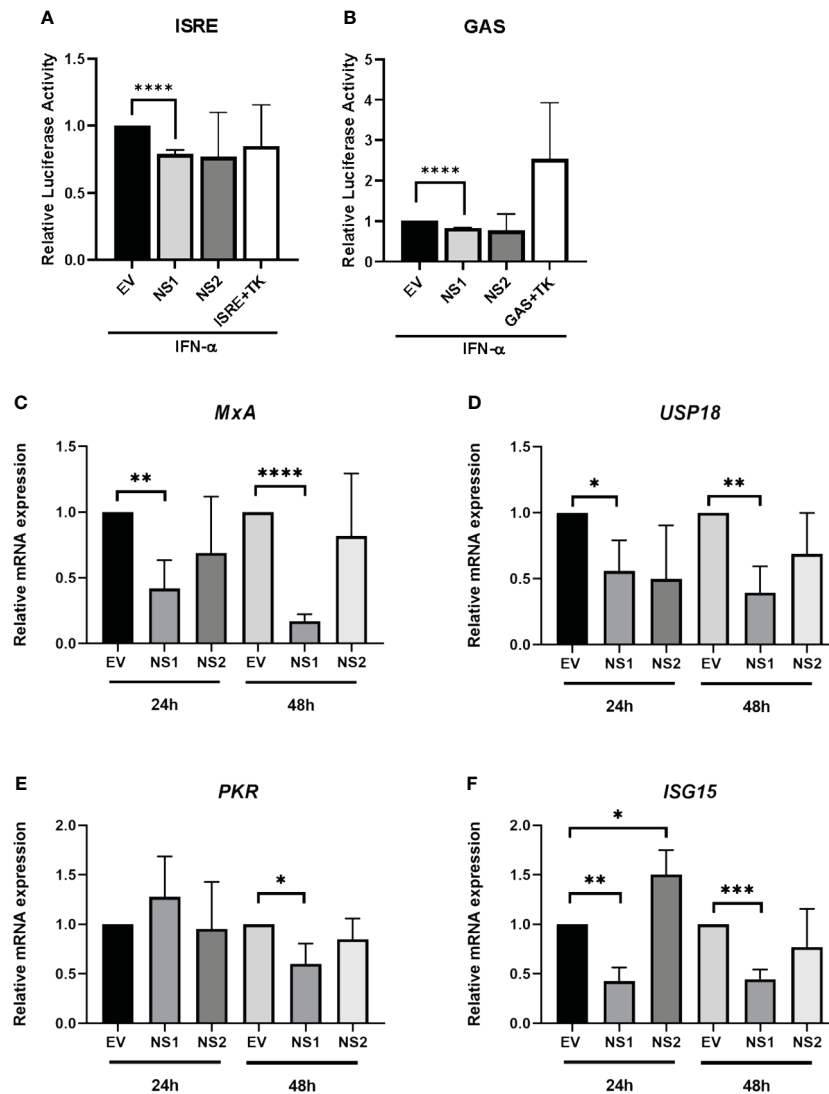 A
ISRE
Relative Luciferase Activity
1.5
1.0
0.5
0.0
****
EV
NS1
NS2
ISRE+TK
IFN-α
B
GAS
Relative Luciferase Activity
5
4
3
2
1
0
****
EV
NS1
NS2
GAS+TK
IFN-α
C
MxA
Relative mRNA expression
1.5
1.0
0.5
0.0
**
****
EV NS1 NS2 EV NS1 NS2
24h 48h
D
USP18
Relative mRNA expression
1.5
1.0
0.5
0.0
*
**
EV NS1 NS2 EV NS1 NS2
24h 48h
E
PKR
Relative mRNA expression
2.0
1.5
1.0
0.5
0.0
*
EV NS1 NS2 EV NS1 NS2
24h 48h
F
ISG15
Relative mRNA expression
2.0
1.5
1.0
0.5
0.0
*
**
***
EV NS1 NS2 EV NS1 NS2
24h 48h